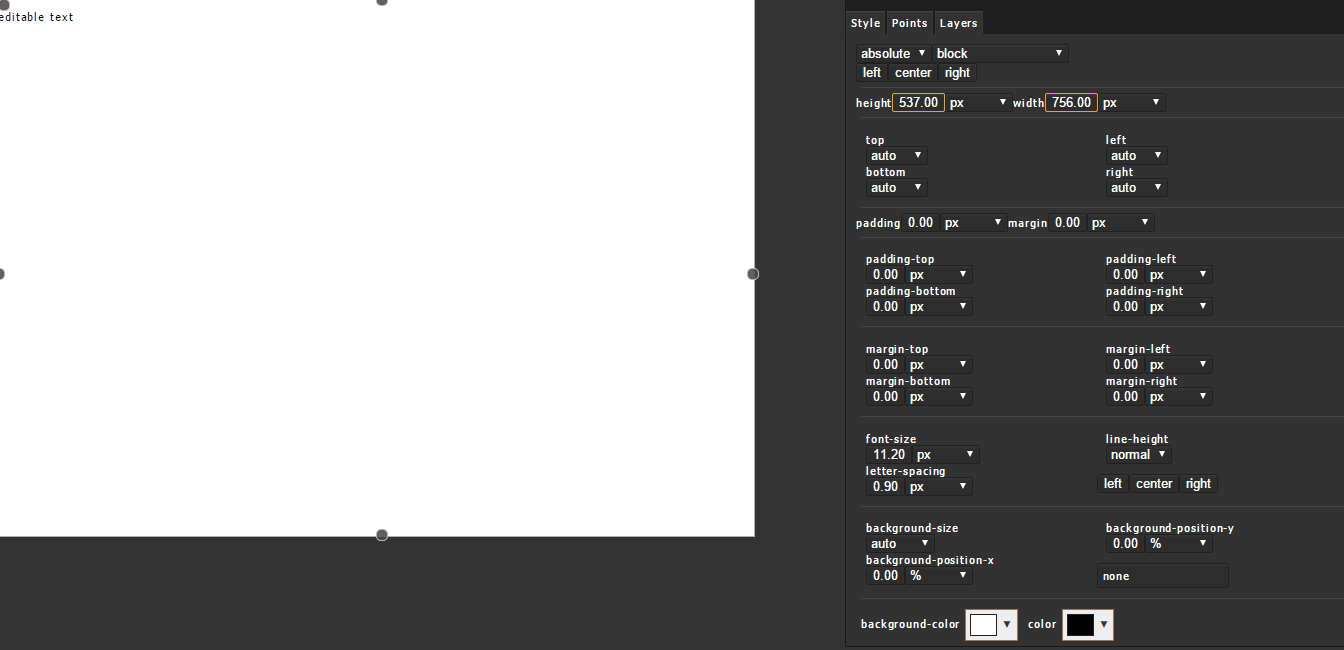 editable text
Style Points Layers
absolute block
left center right
height 537.00 px width 756.00 px
top left
auto auto
bottom right
auto auto
padding 0.00 px margin 0.00 px
padding-top padding-left
0.00 px 0.00 px
padding-bottom padding-right
0.00 px 0.00 px
margin-top margin-left
0.00 px 0.00 px
margin-bottom margin-right
0.00 px 0.00 px
font-size line-height
11.20 px normal
letter-spacing
0.90 px left center right
background-size background-position-y
auto 0.00 %
background-position-x
0.00 % none
background-color color